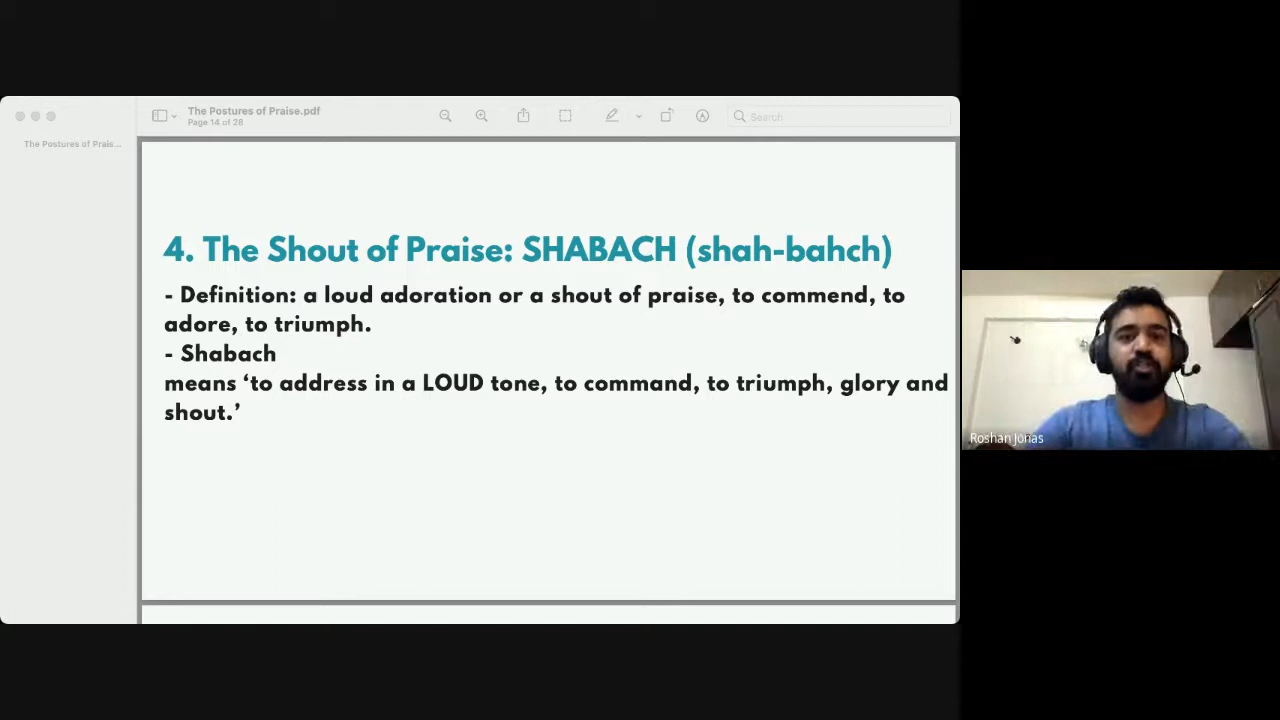 The Postures of Praise.pdf
Page 14 of 28
Search
The Postures of Prais...
4. The Shout of Praise: SHABACH (shah-bahch)
- Definition: a loud adoration or a shout of praise, to commend, to
adore, to triumph.
- Shabach
means ‘to address in a LOUD tone, to command, to triumph, glory and
shout.’
Roshan Jonas